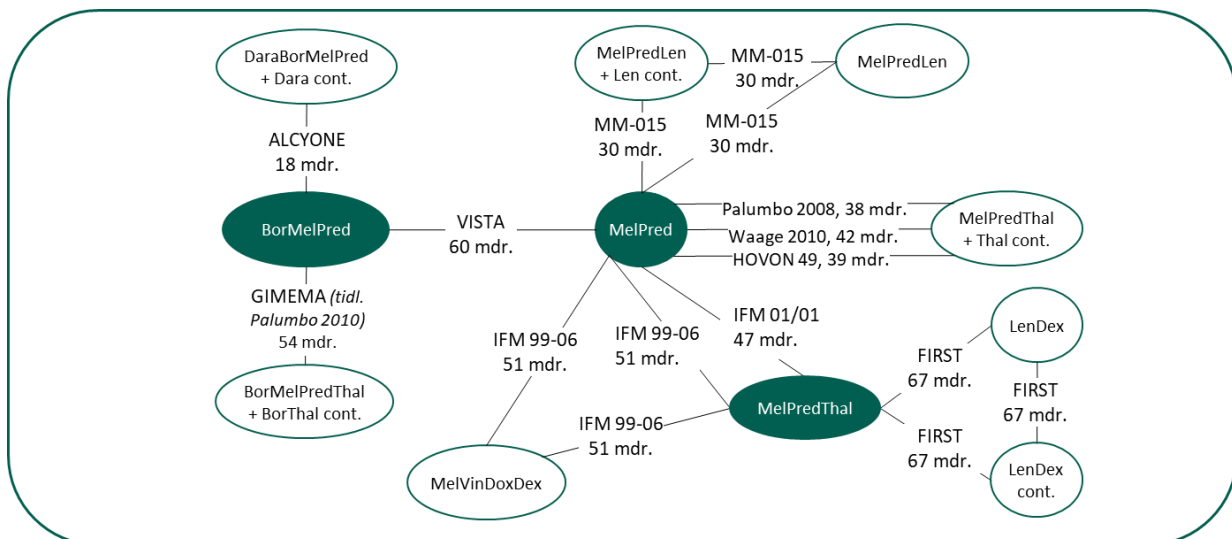 DaraBorMelPred
+ Dara cont.
MelPredLen
+ Len cont.
MM-015
30 mdr.
MelPredLen
ALCYONE
18 mdr.
MM-015
30 mdr.
MM-015
30 mdr.
BorMelPred
VISTA
60 mdr.
MelPred
Palumbo 2008, 38 mdr.
Waage 2010, 42 mdr.
HOVON 49, 39 mdr.
MelPredThal
+ Thal cont.
GIMEMA (tidl.
Palumbo 2010)
54 mdr.
IFM 99-06
51 mdr.
IFM 99-06
51 mdr.
IFM 01/01
47 mdr.
LenDex
FIRST
67 mdr.
FIRST
67 mdr.
BorMelPredThal
+ BorThal cont.
MelPredThal
IFM 99-06
51 mdr.
FIRST
67 mdr.
MelVinDoxDex
LenDex
cont.